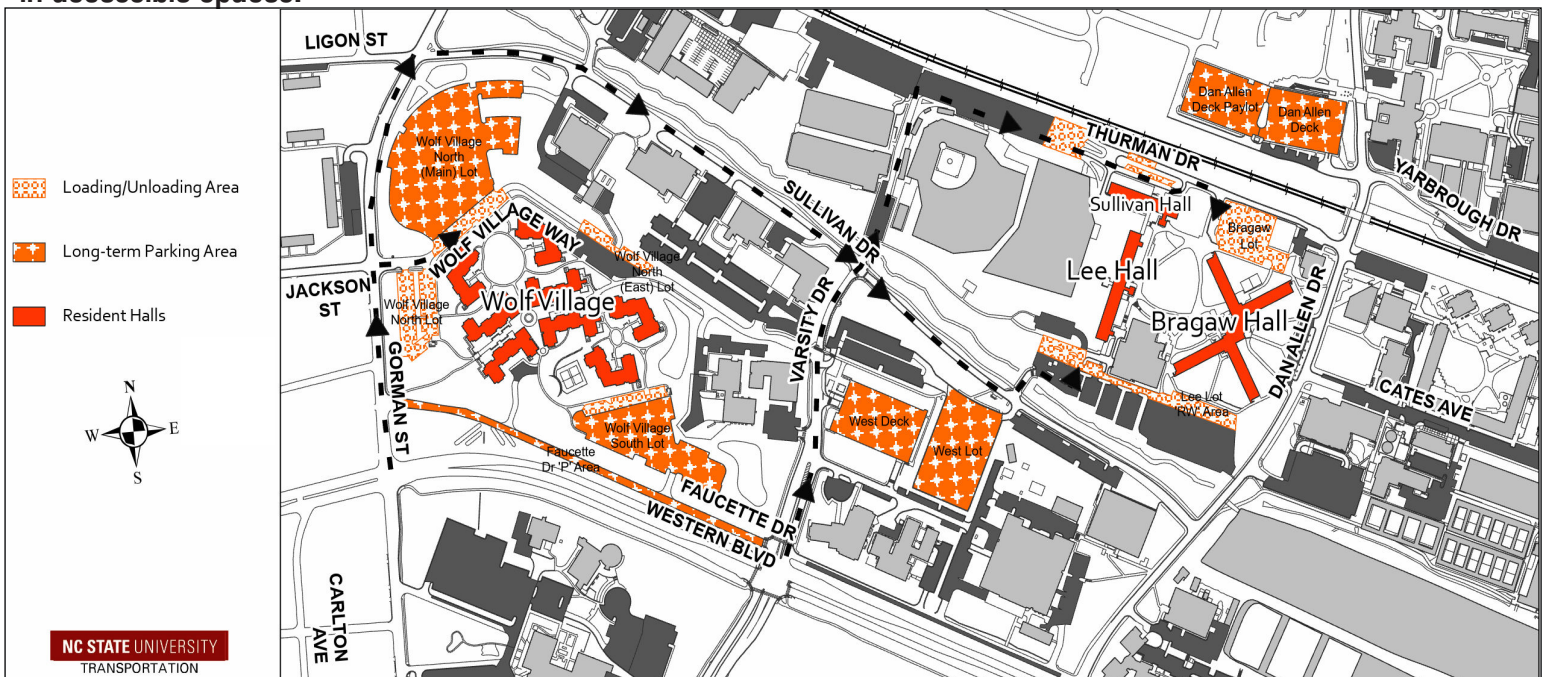 in accessible spaces.
Loading/Unloading Area
Long-term Parking Area
Resident Halls
N
W
E
S
NC STATE UNIVERSITY
TRANSPORTATION
LIGON ST
Wolf Village
North
(Main) Lot
WOLF VILLAGE WAY
JACKSON
ST
Wolf Village
North Lot
GORMAN ST
Wolf Village
Wolf Village
North
(East) Lot
SULLIVAN DR
VARSITY DR
Wolf Village
South Lot
Faucette
Dr 'P' Area
FAUCETTE DR
WESTERN BLVD
CARLTON
AVE
West Deck
West Lot
Dan Allen
Deck Paylot
Dan Allen
Deck
THURMAN DR
YARBROUGH DR
Sullivan Hall
Bragaw
Lot
Lee Hall
Bragaw Hall
DAN ALLEN DR
Lee Lot
'RW' Area
CATES AVE